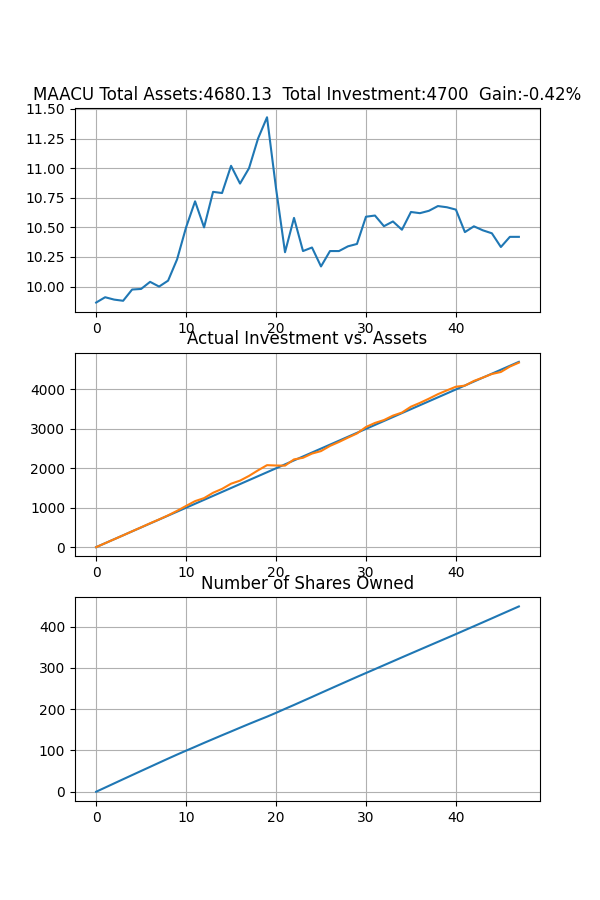 MAACU Total Assets:4680.13  Total Investment:4700  Gain:-0.42%
11.50
11.25
11.00
10.75
10.50
10.25
10.00
0 10 20 30 40
Actual Investment vs. Assets
4000
3000
2000
1000
0
0 10 20 30 40
Number of Shares Owned
400
300
200
100
0
0 10 20 30 40